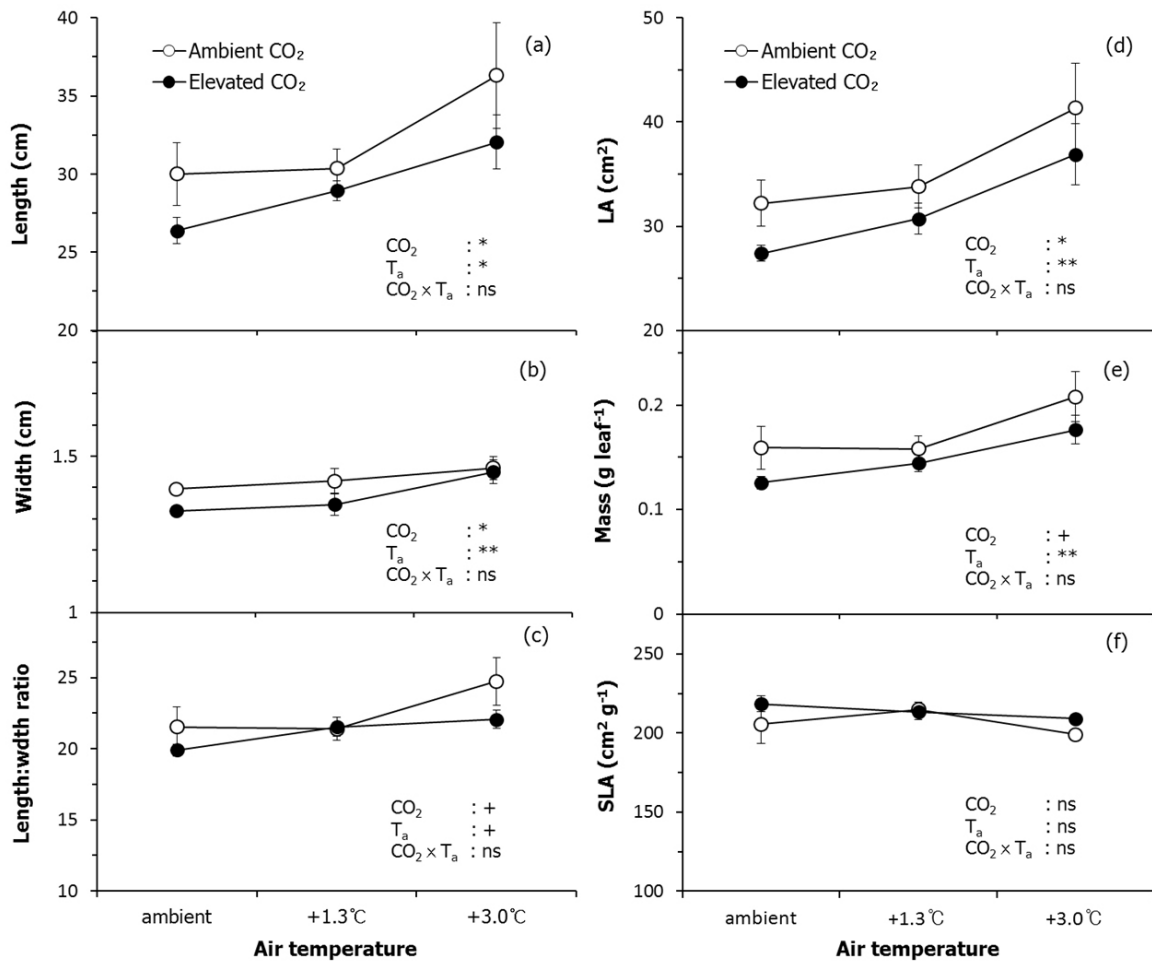 40
35
30
25
20
Length (cm)
Ambient CO₂
Elevated CO₂
(a)
CO₂ : *
Tₐ : *
CO₂ × Tₐ : ns
1.5
1
Width (cm)
(b)
CO₂ : *
Tₐ : **
CO₂ × Tₐ : ns
25
20
15
10
Length:wdth ratio
(c)
CO₂ : +
Tₐ : +
CO₂ × Tₐ : ns
ambient +1.3℃ +3.0℃
Air temperature
50
40
30
20
LA (cm²)
Ambient CO₂
Elevated CO₂
(d)
CO₂ : *
Tₐ : **
CO₂ × Tₐ : ns
0.2
0.1
0
Mass (g leaf⁻¹)
(e)
CO₂ : +
Tₐ : **
CO₂ × Tₐ : ns
250
200
150
100
SLA (cm² g⁻¹)
(f)
CO₂ : ns
Tₐ : ns
CO₂ × Tₐ : ns
ambient +1.3℃ +3.0℃
Air temperature